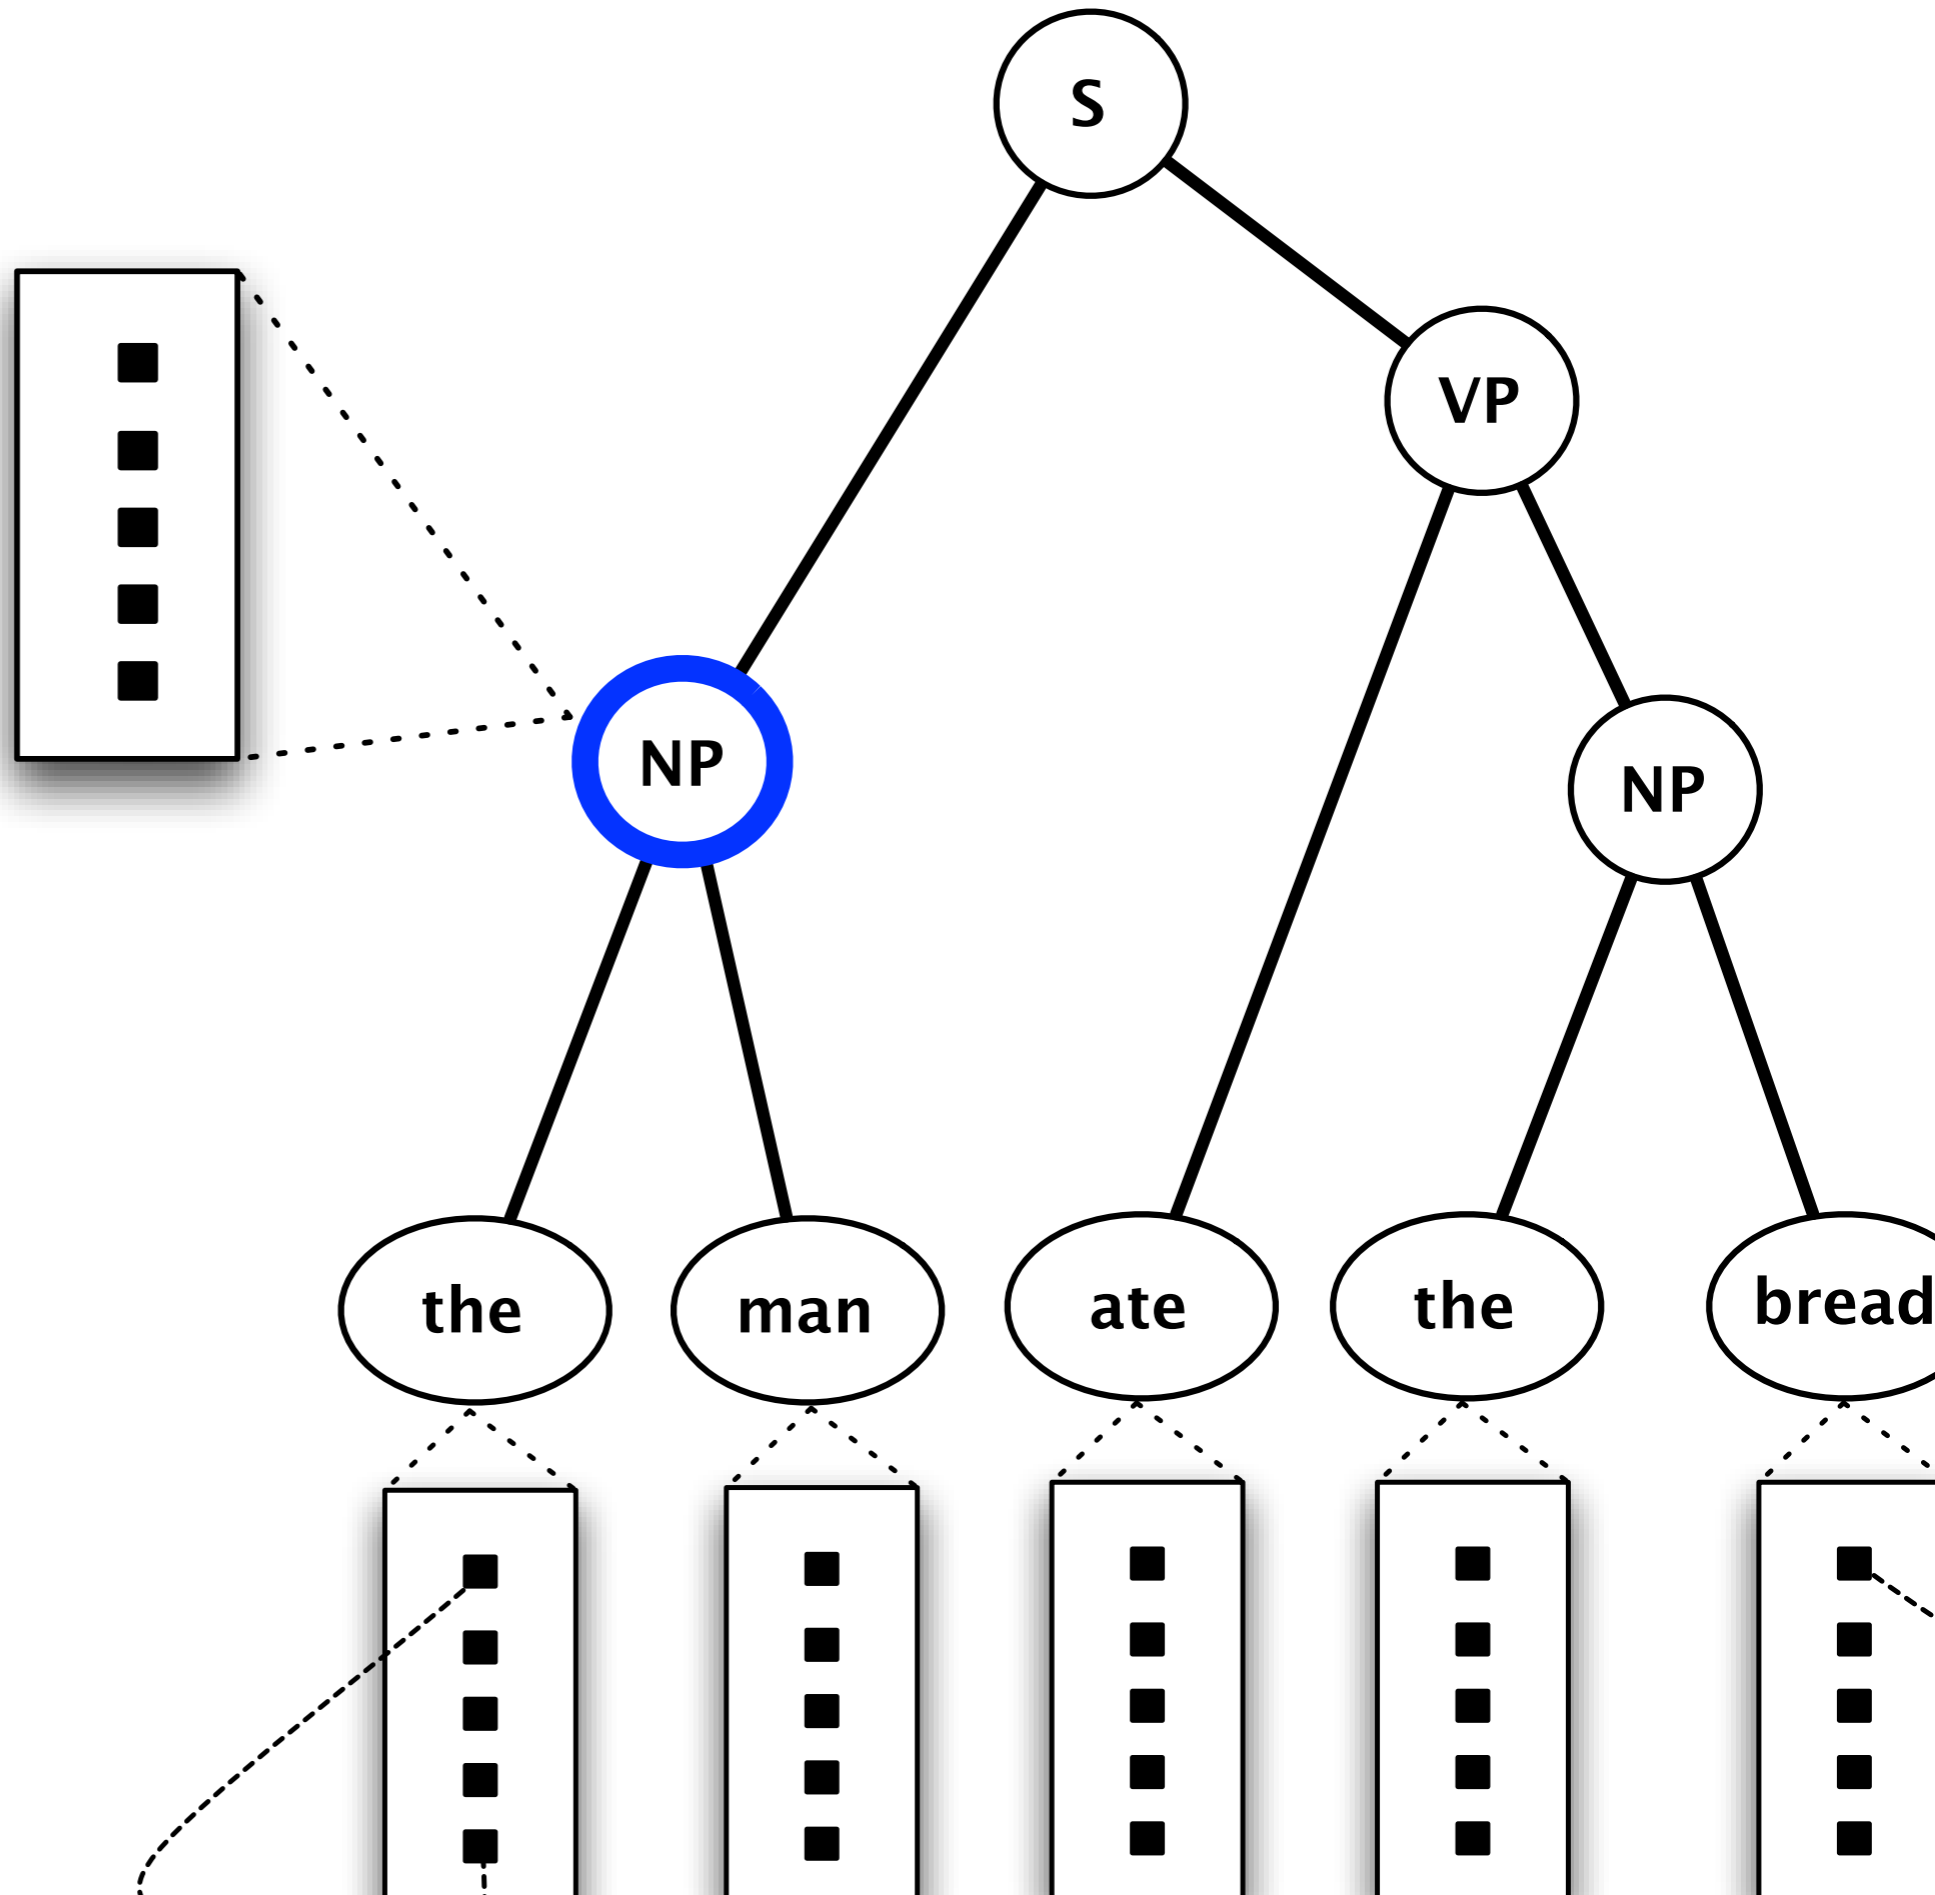 S
VP
NP
NP
the man ate the bread